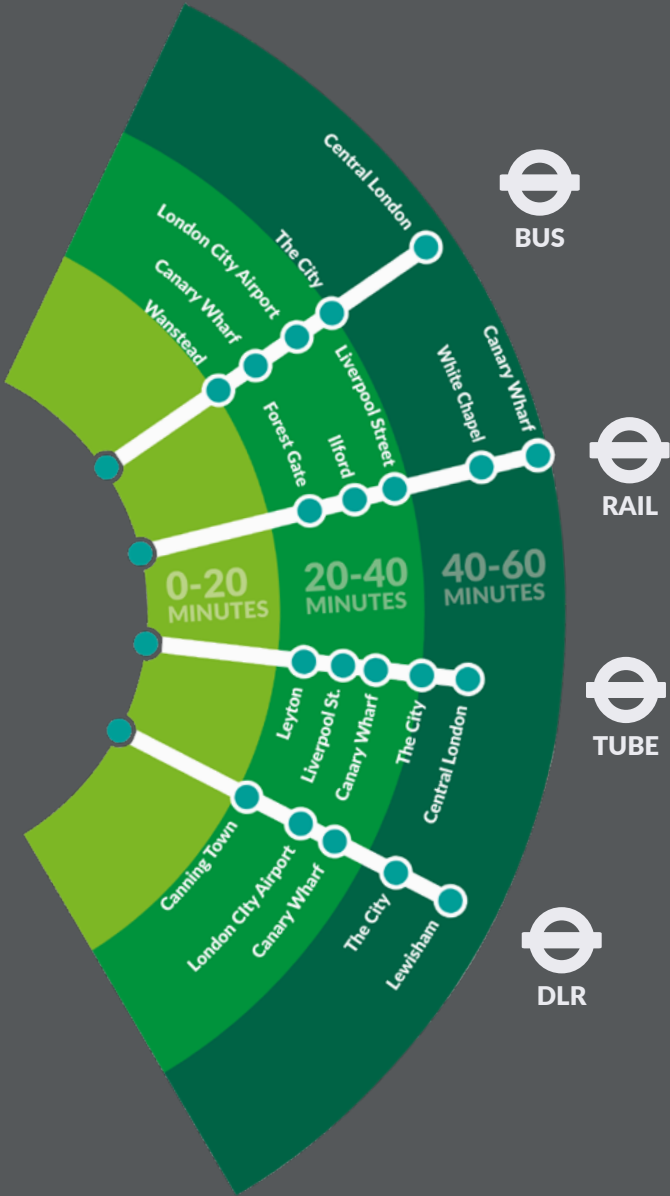 Central London
The City
London City Airport
Canary Wharf
Wanstead
BUS
Canary Wharf
White Chapel
Liverpool Street
Ilford
Forest Gate
RAIL
0-20
MINUTES
20-40
MINUTES
40-60
MINUTES
Leyton
Liverpool St.
Canary Wharf
The City
Central London
TUBE
Canning Town
London City Airport
Canary Wharf
The City
Lewisham
DLR